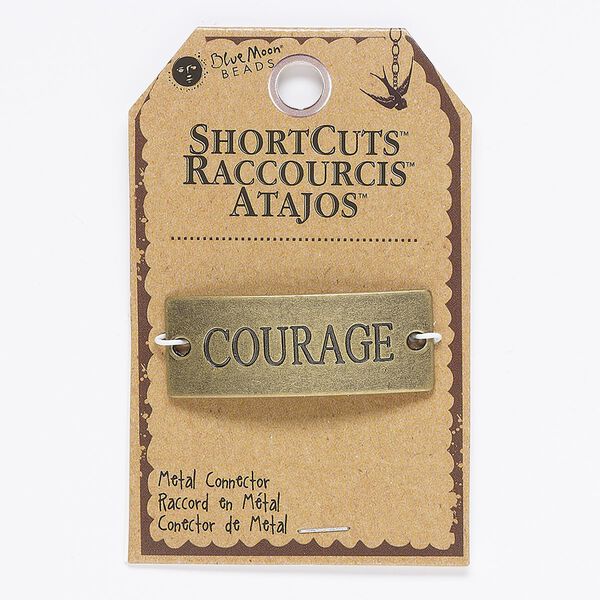 Blue Moon®
BEADS
SHORTCUTS™
RACCOURCIS™
ATAJOS™
COURAGE
Metal Connector
Raccord en Métal
Conector de Metal